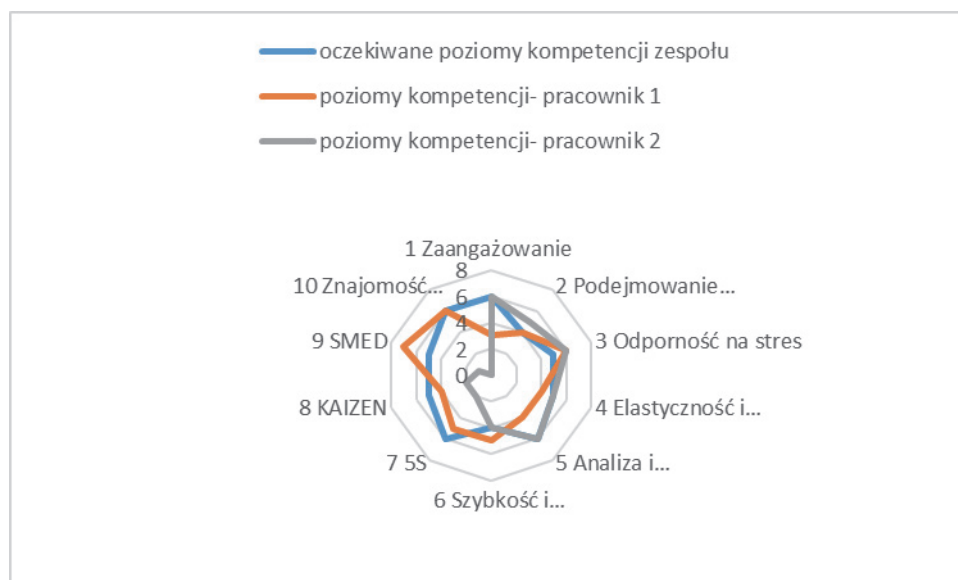 oczekiwane poziomy kompetencji zespołu
poziomy kompetencji- pracownik 1
poziomy kompetencji- pracownik 2
1 Zaangażowanie
2 Podejmowanie...
3 Odporność na stres
4 Elastyczność i...
5 Analiza i...
6 Szybkość i...
7 5S
8 KAIZEN
9 SMED
10 Znajomość...
8
6
4
2
0